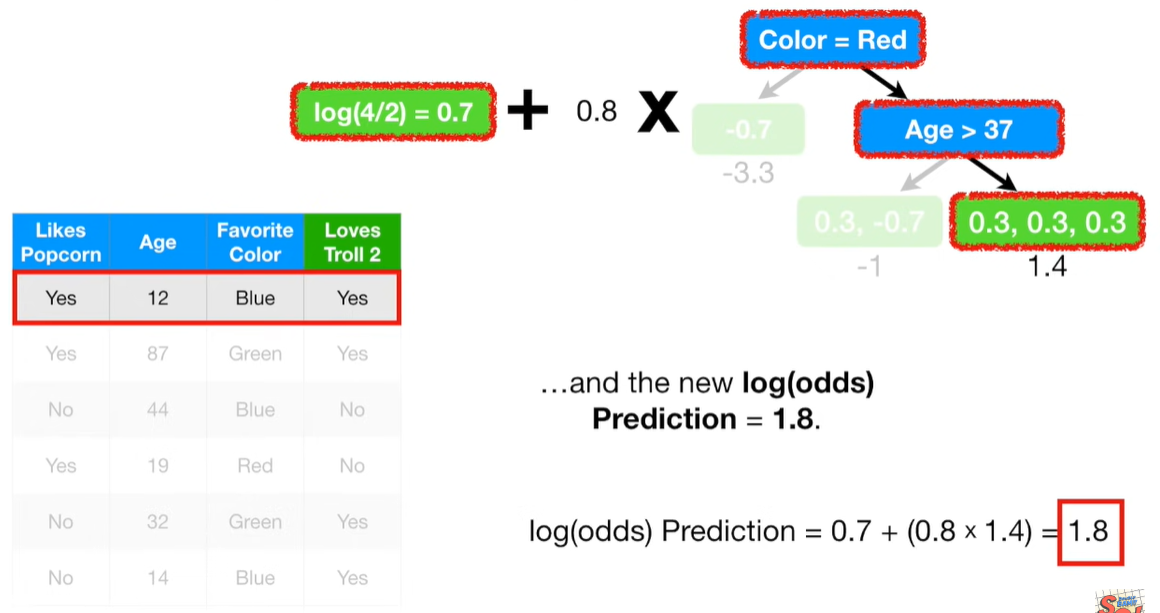 Color = Red
log(4/2) = 0.7 + 0.8 X
-0.7
Age > 37
-3.3
0.3, -0.7
0.3, 0.3, 0.3
-1
1.4
Likes Popcorn Age Favorite Color Loves Troll 2
Yes 12 Blue Yes
Yes 87 Green Yes
No 44 Blue No
Yes 19 Red No
No 32 Green Yes
No 14 Blue Yes
…and the new log(odds)
Prediction = 1.8.
log(odds) Prediction = 0.7 + (0.8 × 1.4) = 1.8